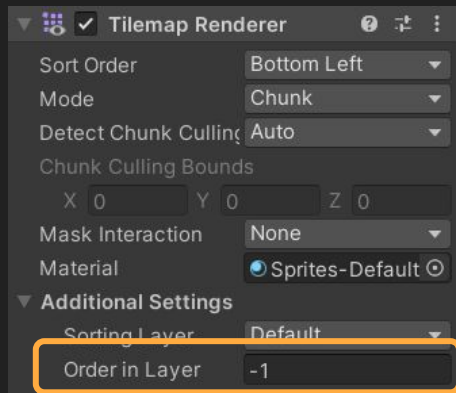 Tilemap Renderer
Sort Order Bottom Left
Mode Chunk
Detect Chunk Culling Auto
Chunk Culling Bounds
X 0 Y 0 Z 0
Mask Interaction None
Material Sprites-Default
Additional Settings
Sorting Layer Default
Order in Layer -1